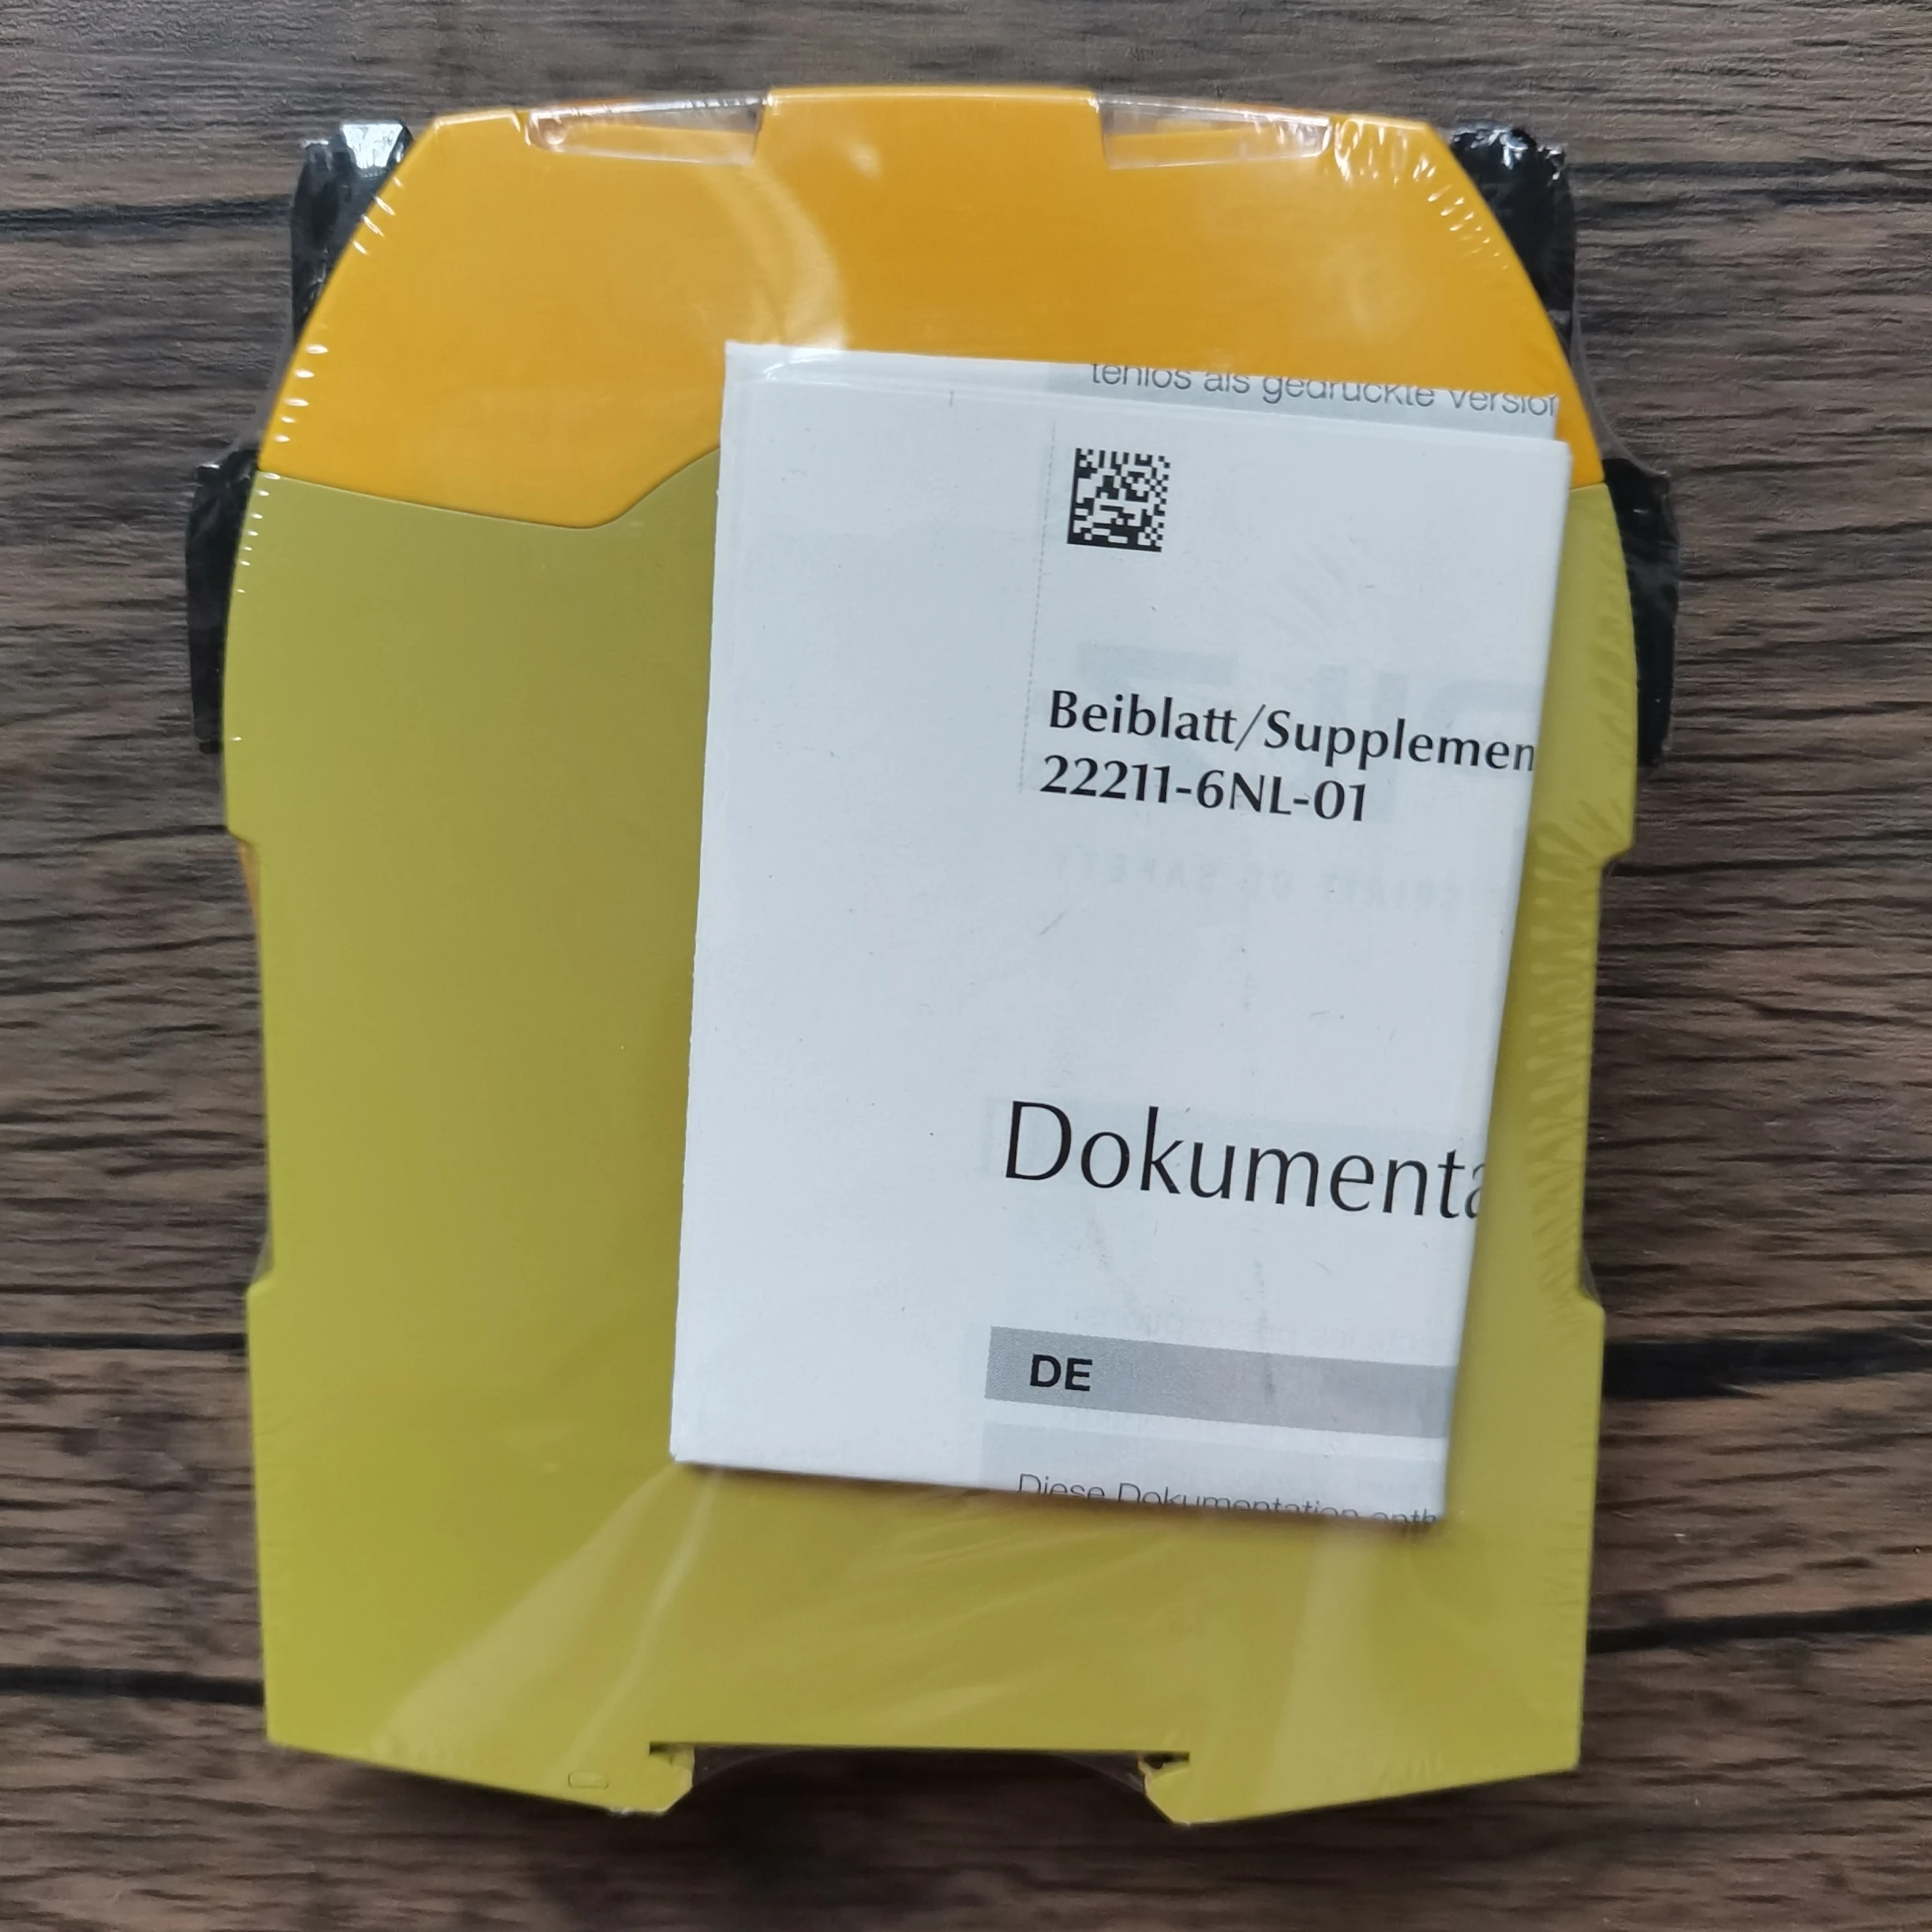 tenlos als gedruckte Version
Beiblatt/Supplemen
22211-6NL-01
Dokumenta
DE
Diese Dokumentation enth